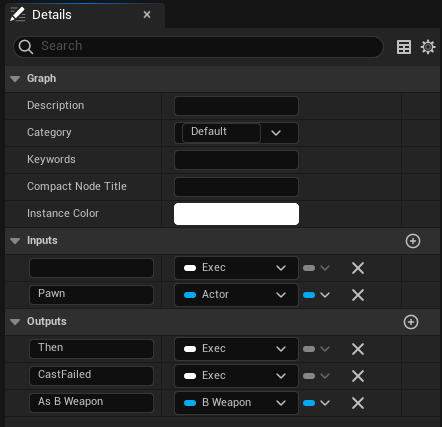 Details
Search
Graph
Description
Category Default
Keywords
Compact Node Title
Instance Color
Inputs
Exec
Pawn Actor
Outputs
Then Exec
CastFailed Exec
As B Weapon B Weapon